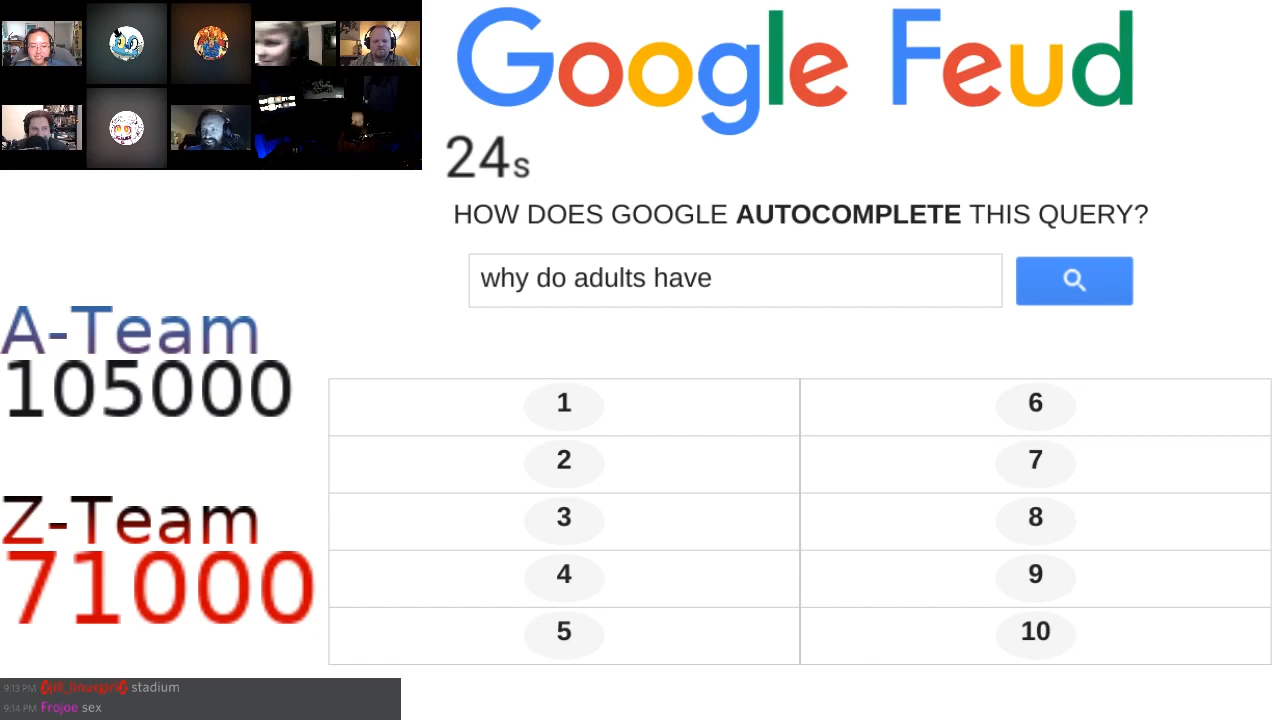 Google Feud
24s
HOW DOES GOOGLE AUTOCOMPLETE THIS QUERY?
why do adults have
A-Team
105000
Z-Team
71000
1
2
3
4
5
6
7
8
9
10
9:13 PM stadium
9:14 PM Frojoe sex